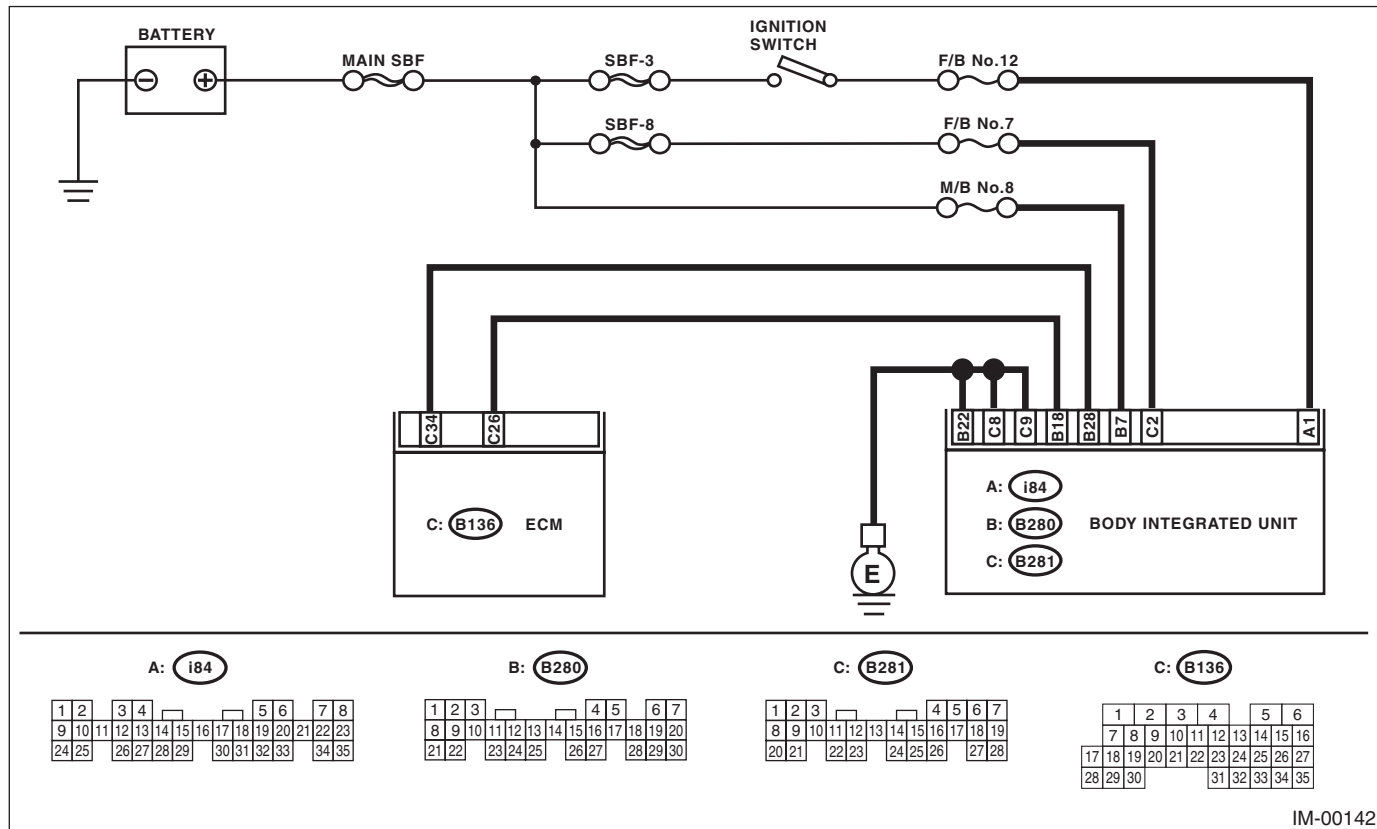 BATTERY
IGNITION
SWITCH
MAIN SBF
SBF-3
F/B No.12
SBF-8
F/B No.7
M/B No.8
C34 C26
B22 C8 C9 B18 B28 B7 C2 A1
C: B136 ECM
A: i84
B: B280 BODY INTEGRATED UNIT
C: B281
E
A: i84
1 2 3 4 5 6 7 8
9 10 11 12 13 14 15 16 17 18 19 20 21 22 23
24 25 26 27 28 29 30 31 32 33 34 35
B: B280
1 2 3 4 5 6 7
8 9 10 11 12 13 14 15 16 17 18 19 20
21 22 23 24 25 26 27 28 29 30
C: B281
1 2 3 4 5 6 7
8 9 10 11 12 13 14 15 16 17 18 19
20 21 22 23 24 25 26 27 28
C: B136
1 2 3 4 5 6
7 8 9 10 11 12 13 14 15 16
17 18 19 20 21 22 23 24 25 26 27
28 29 30 31 32 33 34 35
IM-00142